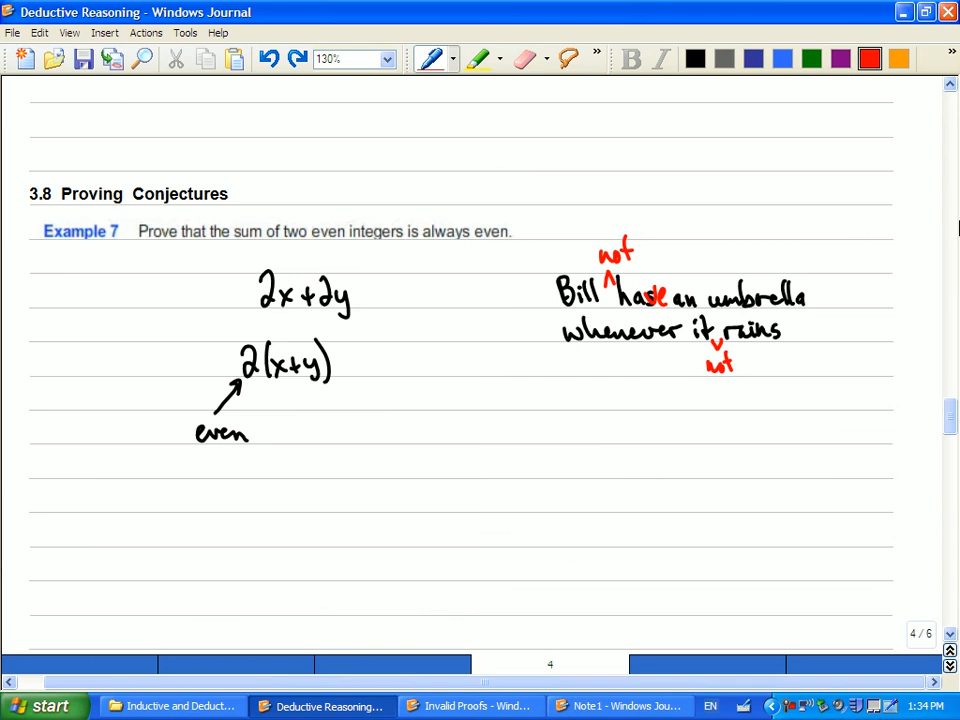 Deductive Reasoning - Windows Journal
File Edit View Insert Actions Tools Help
130%
B I
3.8 Proving Conjectures
Example 7 Prove that the sum of two even integers is always even.
2x+2y
2(x+y)
even
not
Bill have an umbrella
whenever it rains
not
4 / 6
4
start
Inductive and Deduct...
Deductive Reasoning...
Invalid Proofs - Wind...
Note1 - Windows Jou...
EN
1:34 PM